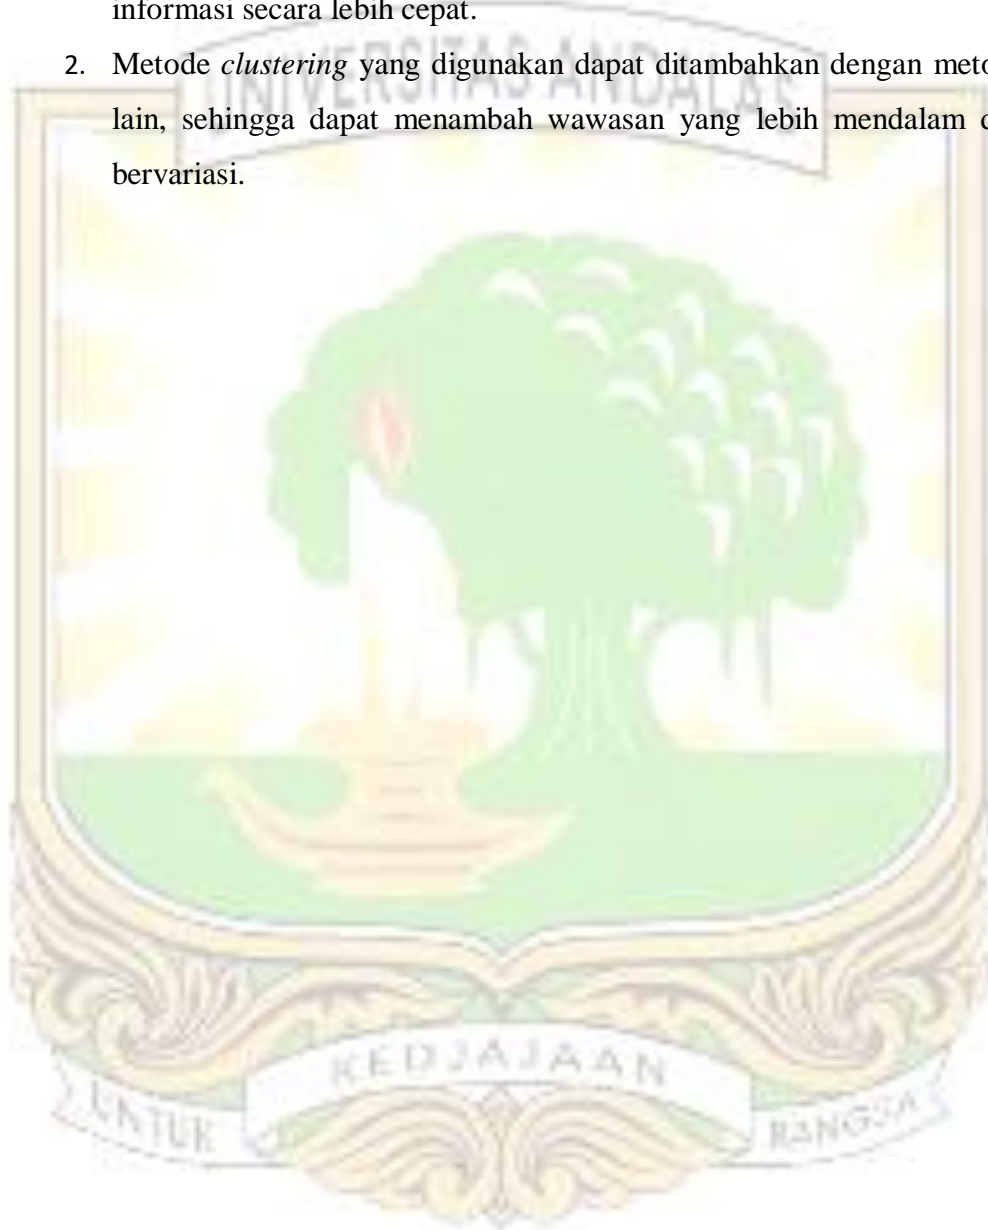 informasi secara lebih cepat.
UNIVERSITAS ANDALAS
2. Metode clustering yang digunakan dapat ditambahkan dengan meto
lain, sehingga dapat menambah wawasan yang lebih mendalam d
bervariasi.
KEDJAJAAN
UNTUK
BANGSA